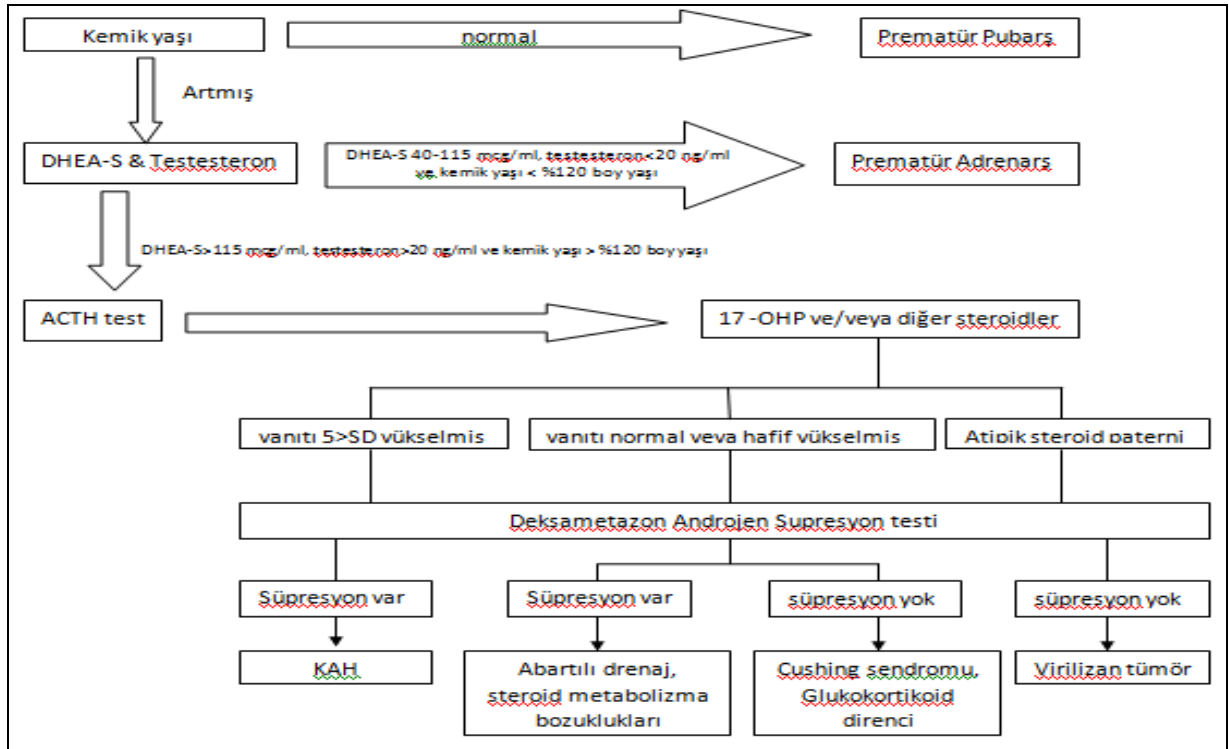 Kemik yaşı
normal
Prematür Pubarş
Artmış
DHEA-S & Testesteron
DHEA-S 40-115 mcg/ml, testesteron<20 ng/ml
ve kemik yaşı < %120 boy yaşı
Prematür Adrenarş
DHEA-S>115 mcg/ml, testesteron>20 ng/ml ve kemik yaşı > %120 boy yaşı
ACTH test
17 -OHP ve/veya diğer steroidler
yanıtı 5>SD yükselmis
yanıtı normal veya hafif yükselmis
Atipik steroid paterni
Deksametazon Androjen Supresyon testi
Süpresyon var
Süpresyon var
süpresyon yok
süpresyon yok
KAH
Abartılı drenaj,
steroid metabolizma
bozuklukları
Cushing sendromu,
Glukokortikoid
direnci
Virilizan tümör